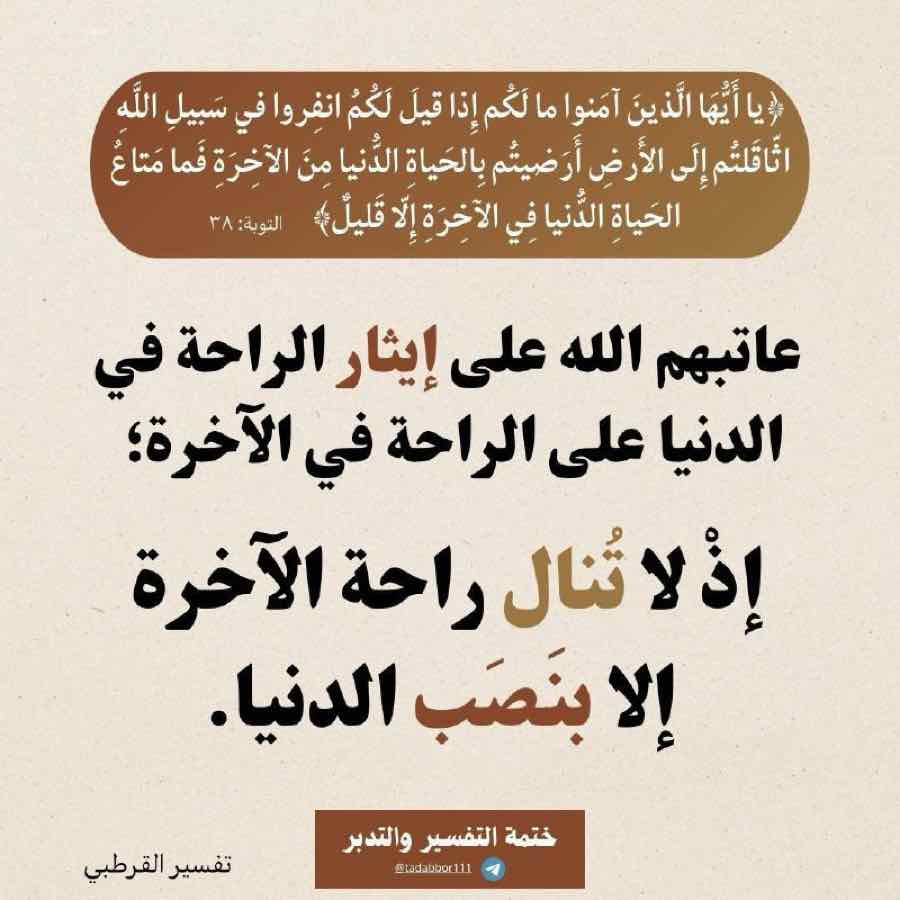 ﴿يا أَيُّهَا الَّذينَ آمَنوا ما لَكُم إِذا قيلَ لَكُمُ انفِروا في سَبيلِ اللَّهِ
اثّاقَلتُم إِلَى الأَرضِ أَرَضيتُم بِالحَياةِ الدُّنيا مِنَ الآخِرَةِ فَما مَتاعُ
الحَياةِ الدُّنيا فِي الآخِرَةِ إِلّا قَليلٌ﴾ التوبة: ٣٨
عاتبهم الله على إيثار الراحة في
الدنيا على الراحة في الآخرة؛
إذْ لا تُنال راحة الآخرة
إلا بنَصَب الدنيا.
ختمة التفسير والتدبر
@tadabbor111
تفسير القرطبي